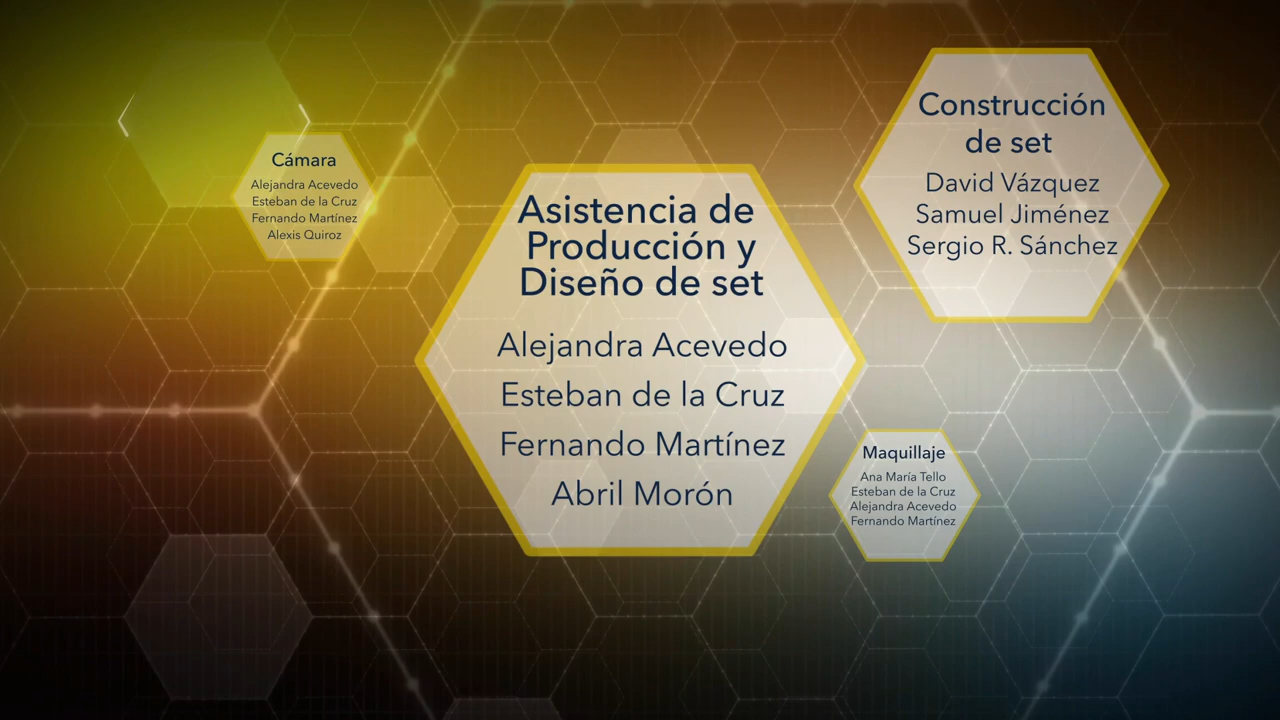 Cámara
Alejandra Acevedo
Esteban de la Cruz
Fernando Martínez
Alexis Quiroz
Asistencia de
Producción y
Diseño de set
Alejandra Acevedo
Esteban de la Cruz
Fernando Martínez
Abril Morón
Construcción
de set
David Vázquez
Samuel Jiménez
Sergio R. Sánchez
Maquillaje
Ana María Tello
Esteban de la Cruz
Alejandra Acevedo
Fernando Martínez